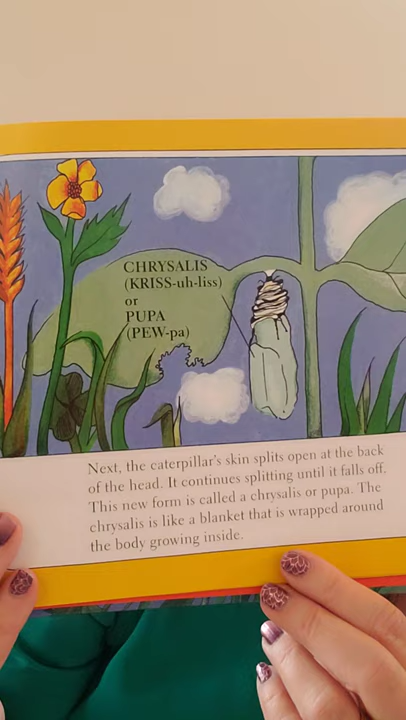 CHRYSALIS
(KRISS-uh-liss)
or
PUPA
(PEW-pa)
Next, the caterpillar's skin splits open at the back
of the head. It continues splitting until it falls off.
This new form is called a chrysalis or pupa. The
chrysalis is like a blanket that is wrapped around
the body growing inside.